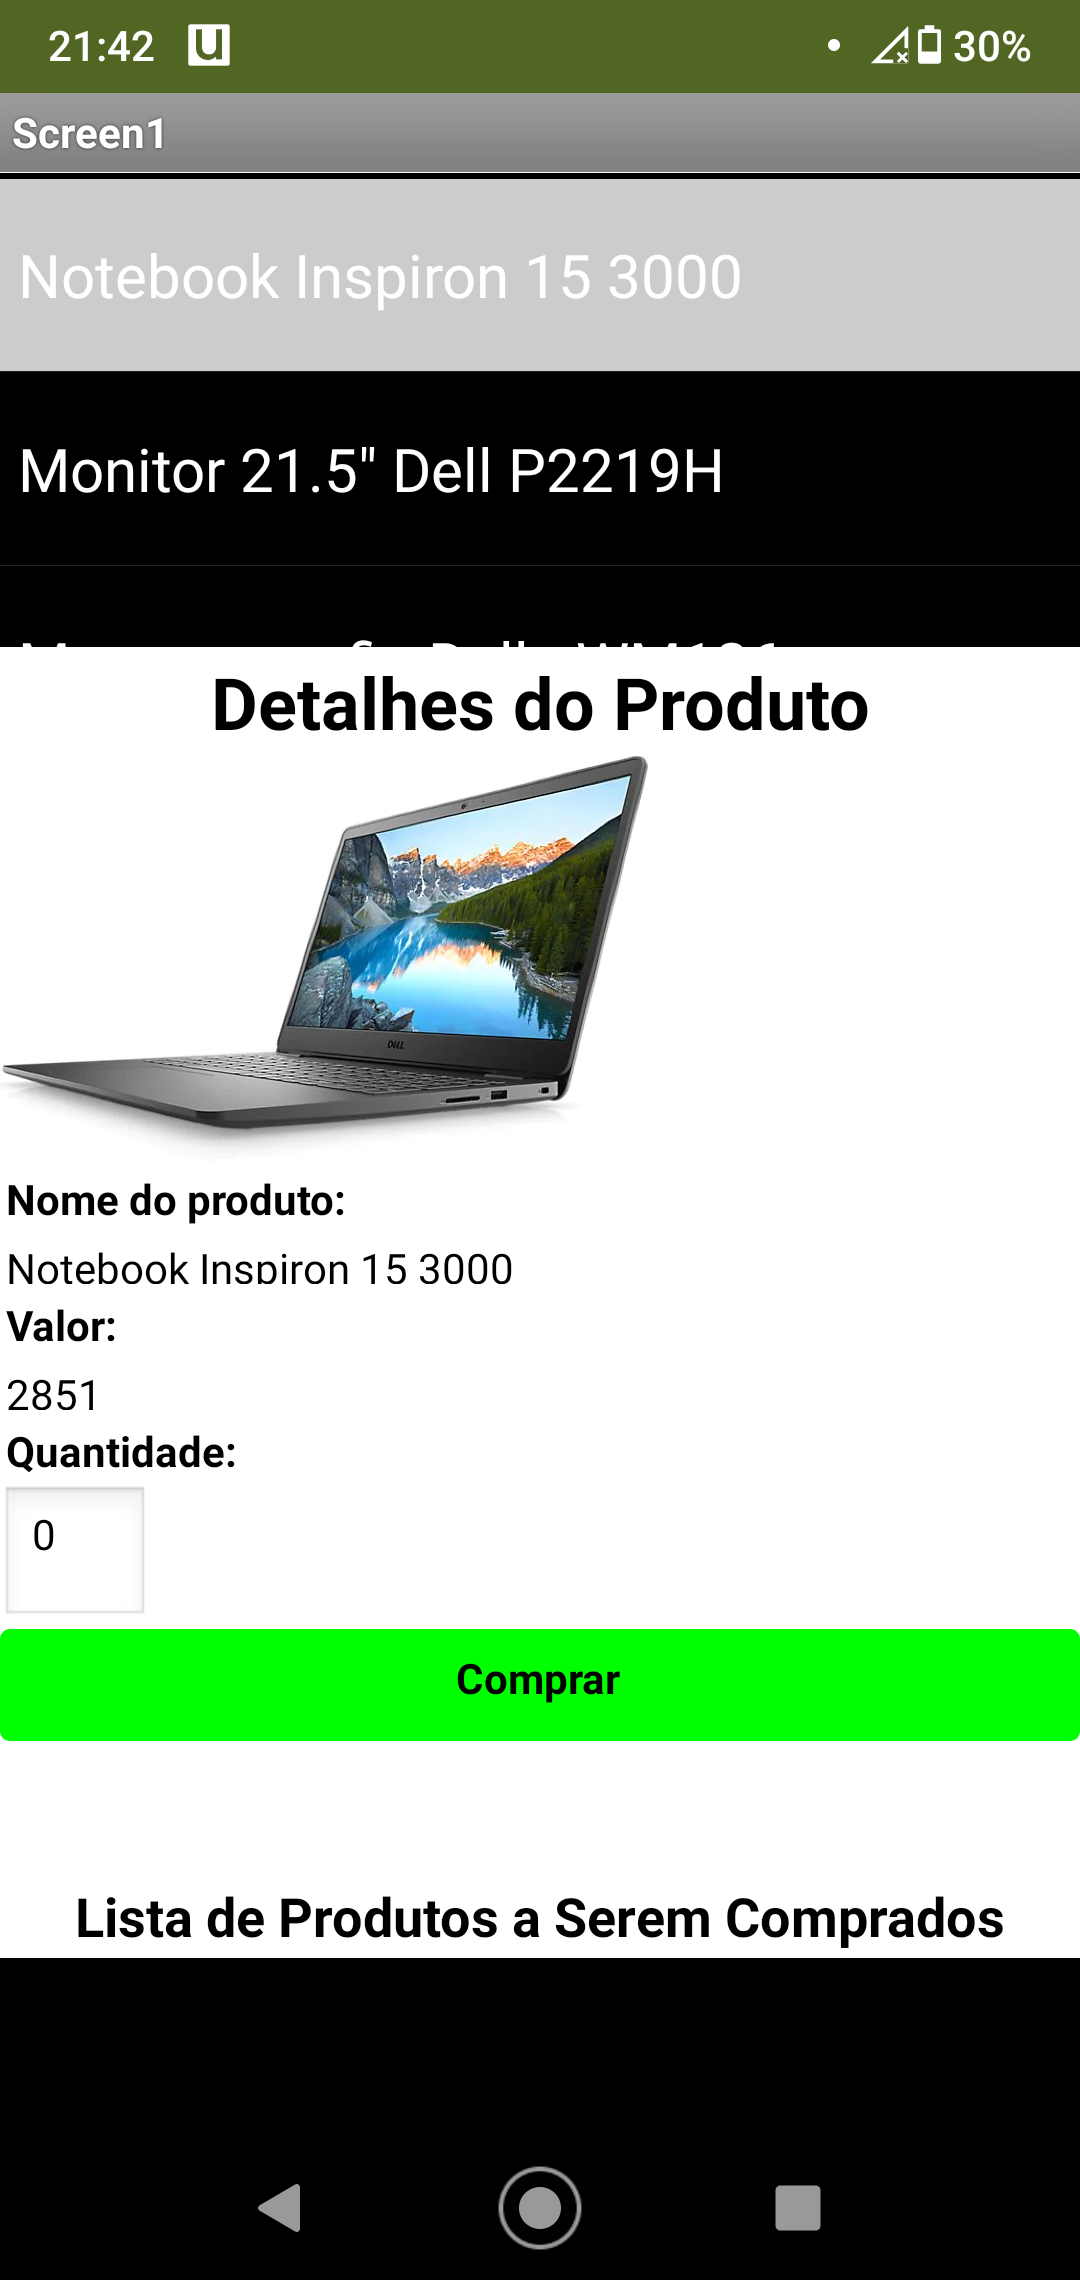 21:42
30%
Screen1
Notebook Inspiron 15 3000
Monitor 21.5" Dell P2219H
Detalhes do Produto
DELL
Nome do produto:
Notebook Inspiron 15 3000
Valor:
2851
Quantidade:
0
Comprar
Lista de Produtos a Serem Comprados